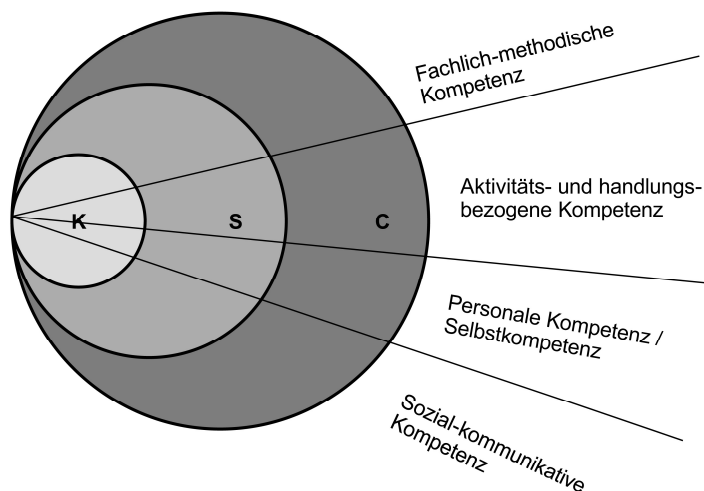 Fachlich-methodische
Kompetenz
Aktivitäts- und handlungs-
bezogene Kompetenz
K
S
C
Personale Kompetenz /
Selbstkompetenz
Sozial-kommunikative
Kompetenz